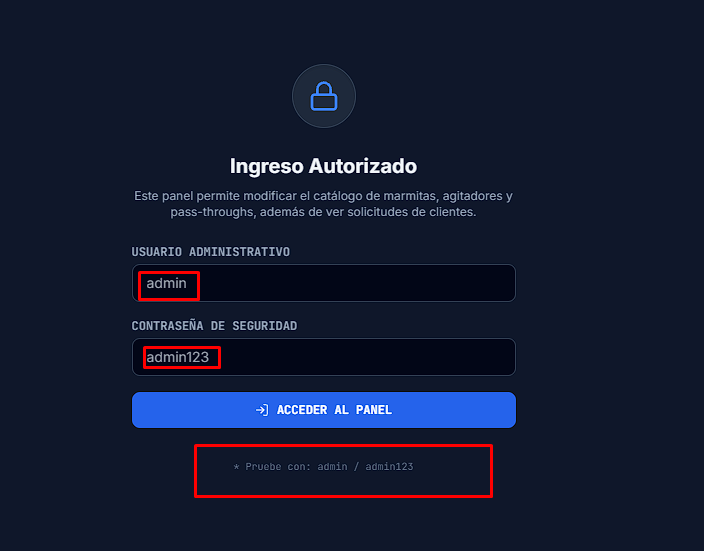 Ingreso Autorizado
Este panel permite modificar el catálogo de marmitas, agitadores y
pass-throughs, además de ver solicitudes de clientes.
USUARIO ADMINISTRATIVO
admin
CONTRASEÑA DE SEGURIDAD
admin123
ACCEDER AL PANEL
* Pruebe con: admin / admin123